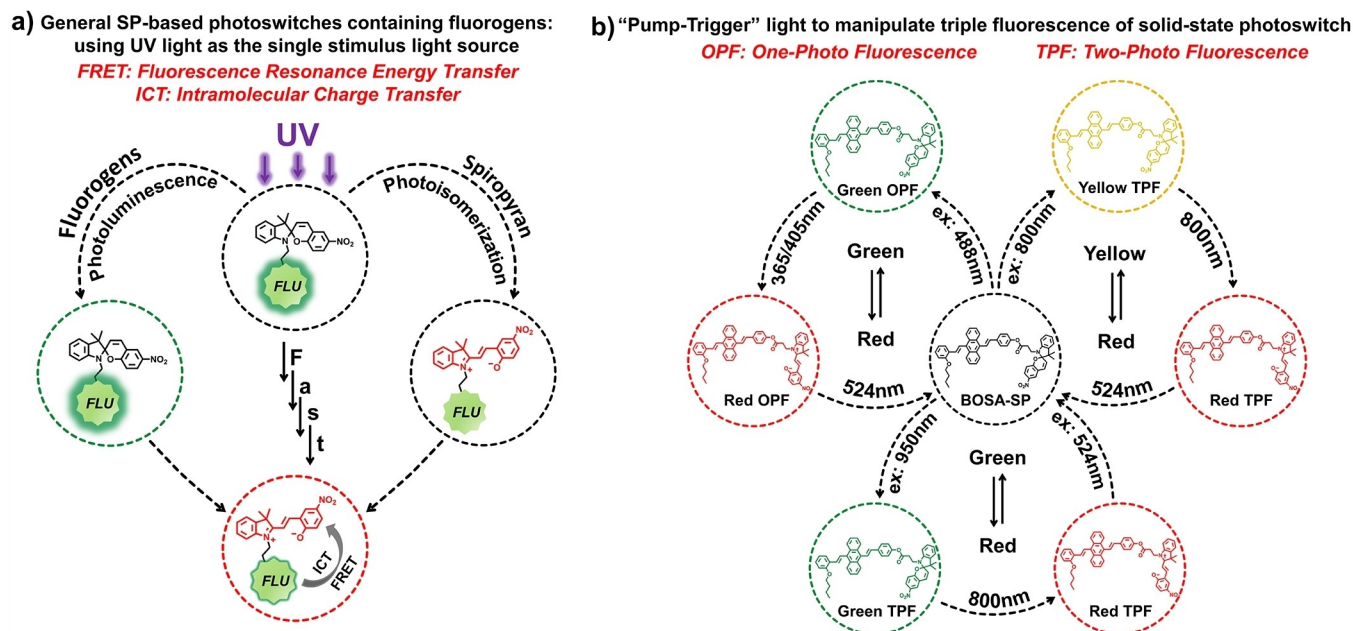 a) General SP-based photoswitches containing fluorogens:
using UV light as the single stimulus light source
FRET: Fluorescence Resonance Energy Transfer
ICT: Intramolecular Charge Transfer
UV
Fluorogens
Photoluminescence
Spiropyran
Photoisomerization
N
O
NO2
FLU
N
O
NO2
FLU
F
a
s
t
NO2
N+
-O
FLU
NO2
N+
-O
FLU
ICT
FRET
b) “Pump-Trigger” light to manipulate triple fluorescence of solid-state photoswitch
OPF: One-Photo Fluorescence
TPF: Two-Photo Fluorescence
Green OPF
Yellow TPF
365/405nm
ex: 488nm
ex: 800nm
800nm
Green
Red
Yellow
Red
Red OPF
524nm
BOSA-SP
524nm
Red TPF
ex: 950nm
Green
Red
ex: 524nm
Green TPF
800nm
Red TPF